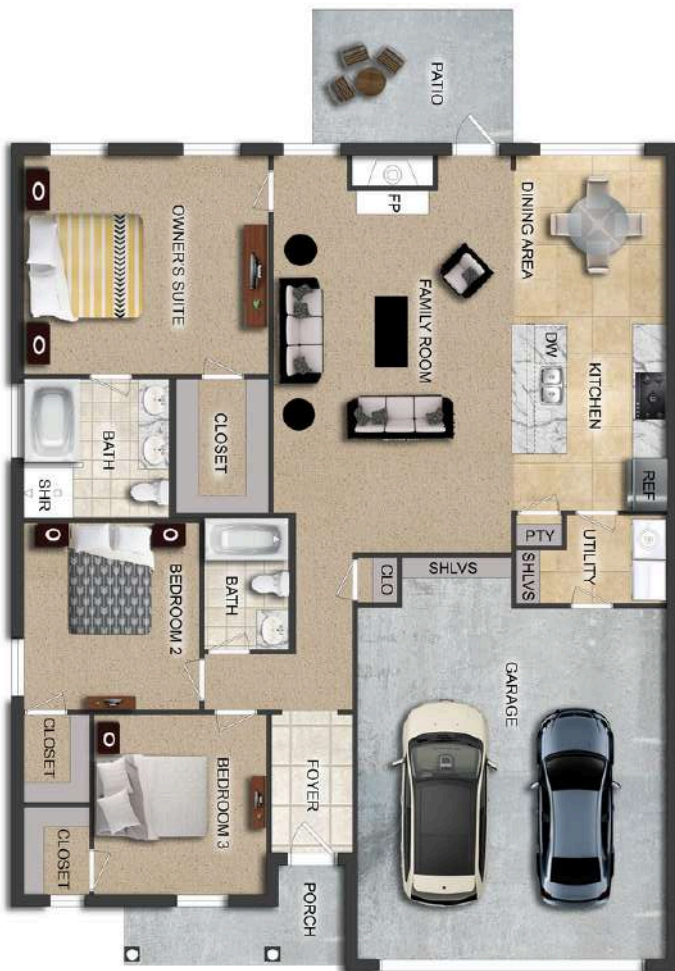 PATIO
FP
OWNER'S SUITE
FAMILY ROOM
DINING AREA
KITCHEN
DW
REF
CLOSET
BATH
SHR
PTY
UTILITY
SHLVS
SHLVS
CLO
BATH
BEDROOM 2
GARAGE
CLOSET
BEDROOM 3
FOYER
CLOSET
PORCH